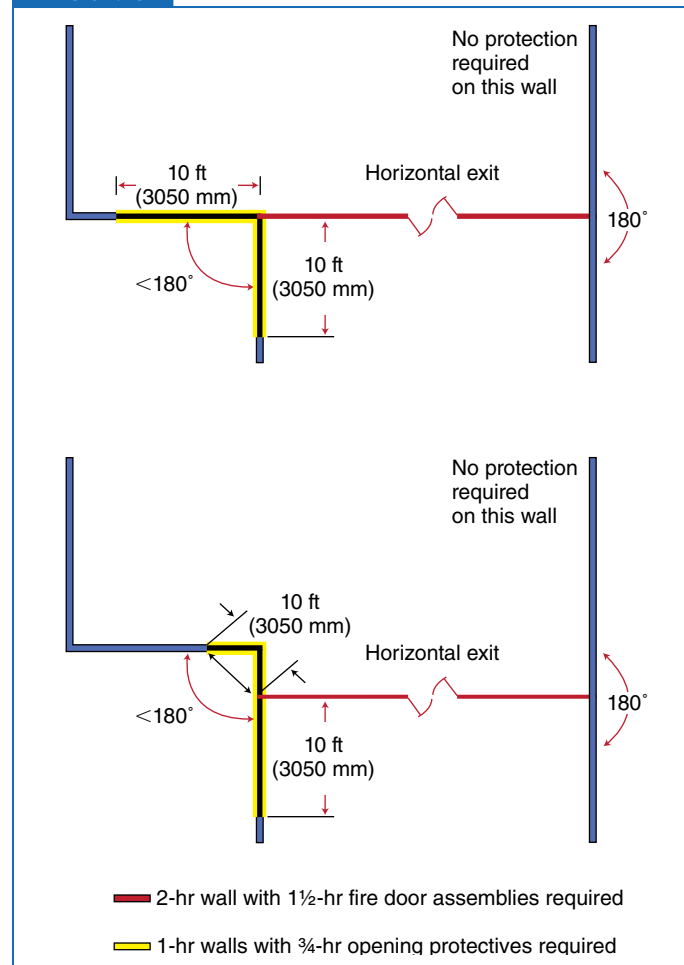 No protection
required
on this wall
10 ft
(3050 mm)
Horizontal exit
180°
10 ft
(3050 mm)
<180°
No protection
required
on this wall
10 ft
(3050 mm)
Horizontal exit
<180°
180°
10 ft
(3050 mm)
2-hr wall with 1½-hr fire door assemblies required
1-hr walls with ¾-hr opening protectives required